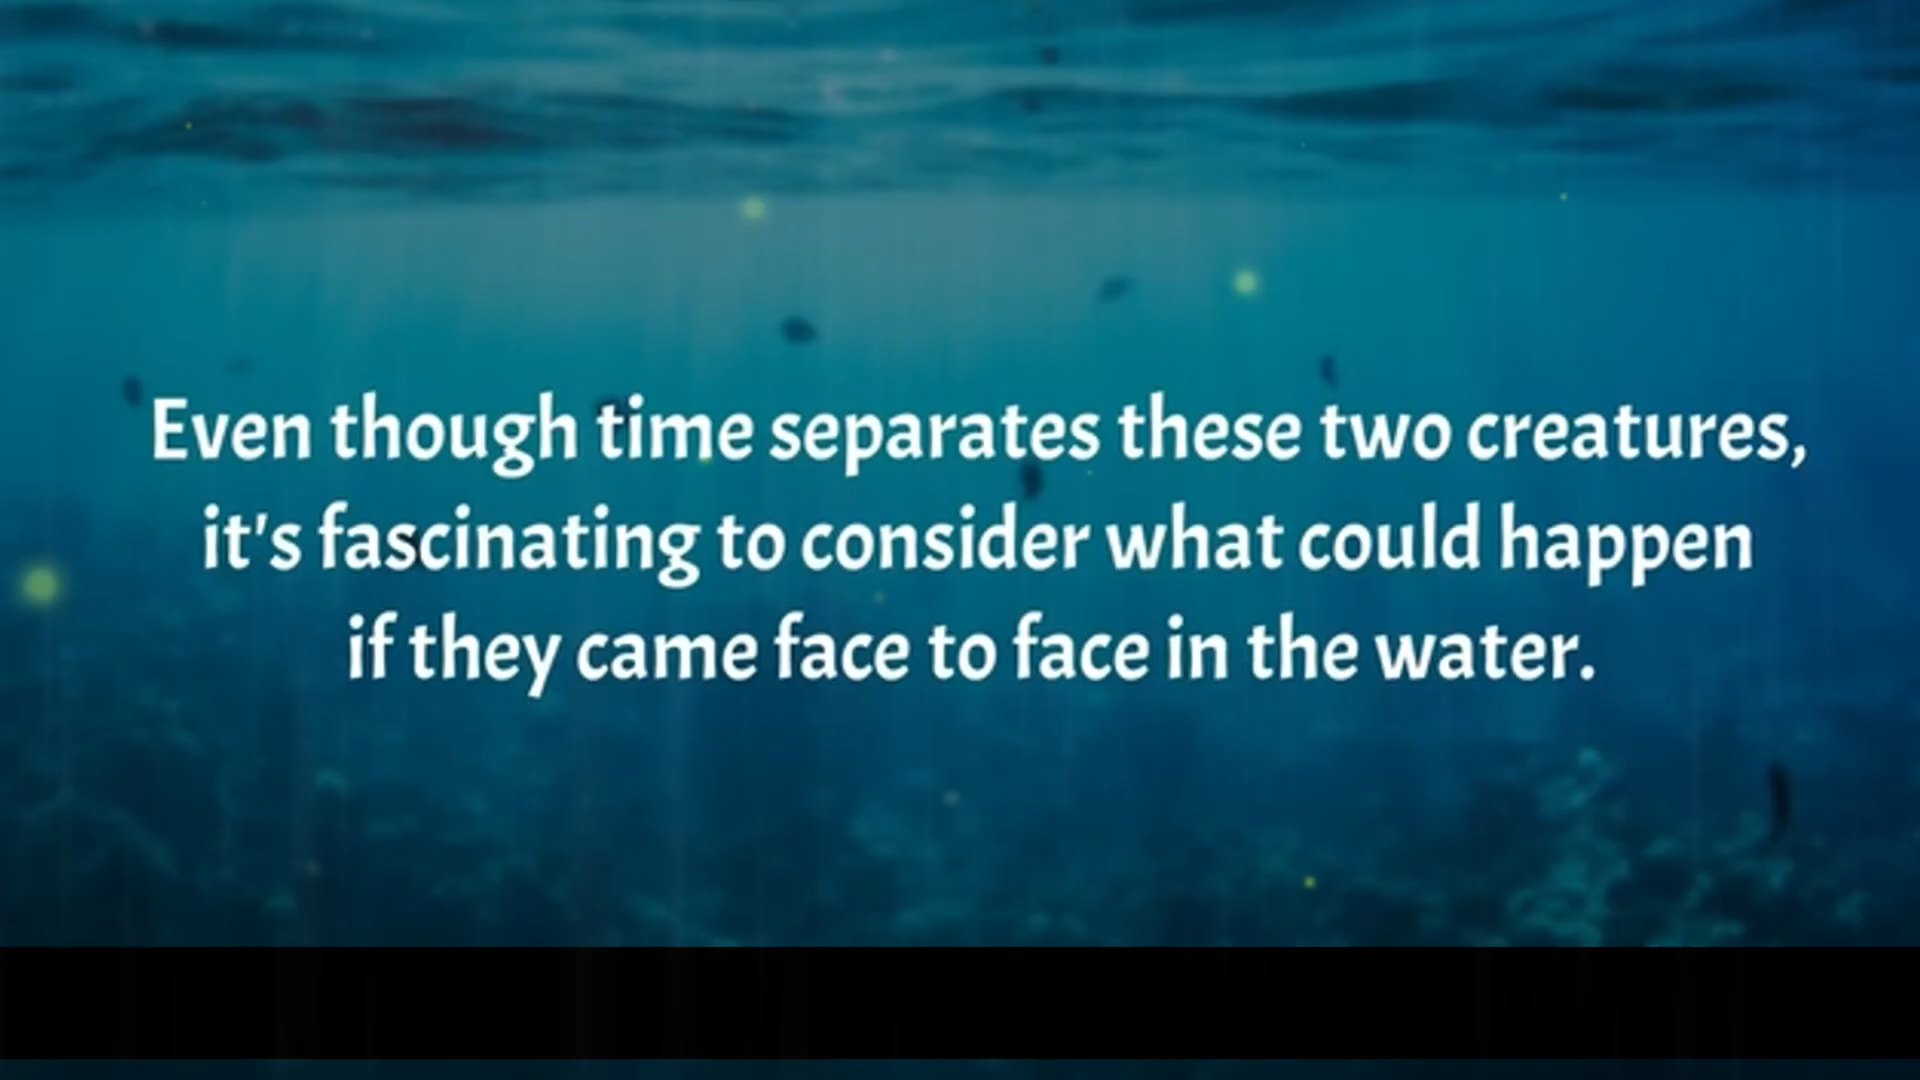 Even though time separates these two creatures,
it's fascinating to consider what could happen
if they came face to face in the water.